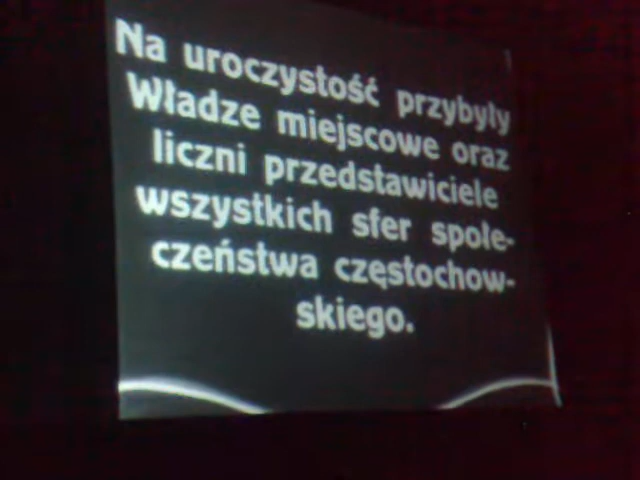 Na uroczystość przybyły
Władze miejscowe oraz
liczni przedstawiciele
wszystkich sfer społe-
czeństwa częstochow-
skiego.